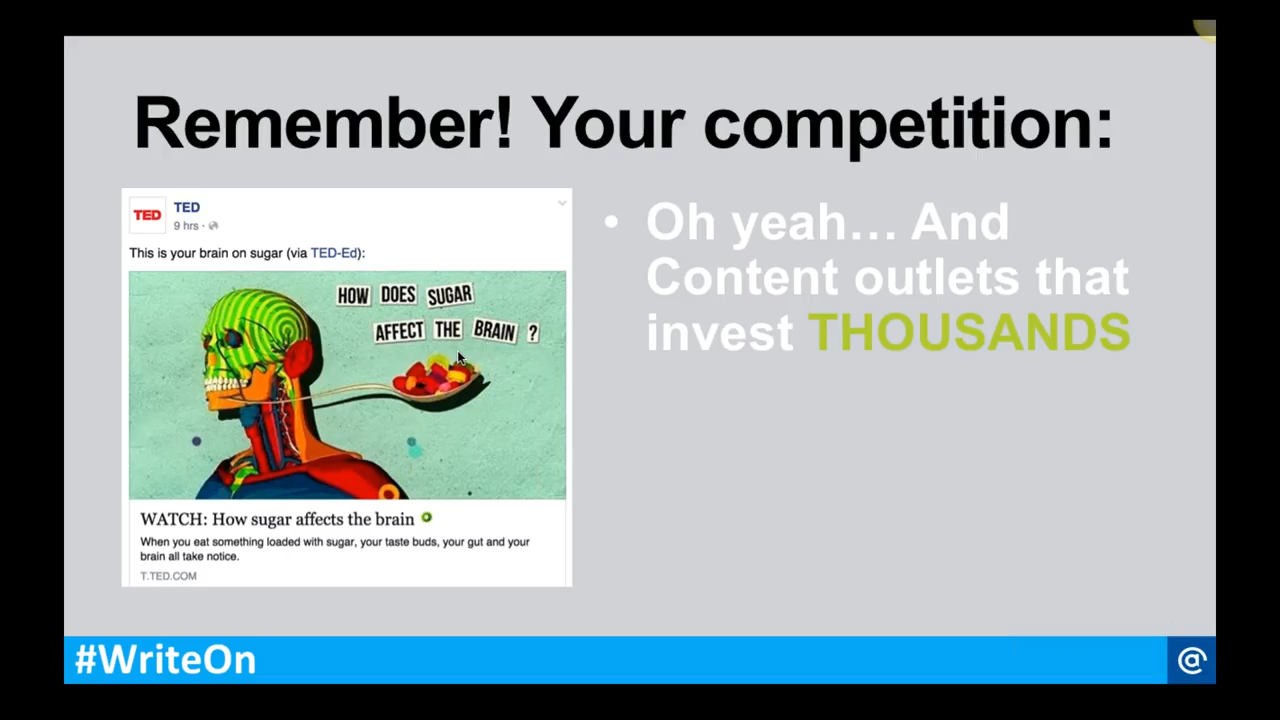 Remember! Your competition:
TED
TED
9 hrs ·
This is your brain on sugar (via TED-Ed):
HOW DOES SUGAR
AFFECT THE BRAIN ?
WATCH: How sugar affects the brain
When you eat something loaded with sugar, your taste buds, your gut and your
brain all take notice.
T.TED.COM
• Oh yeah… And
Content outlets that
invest THOUSANDS
#WriteOn
@